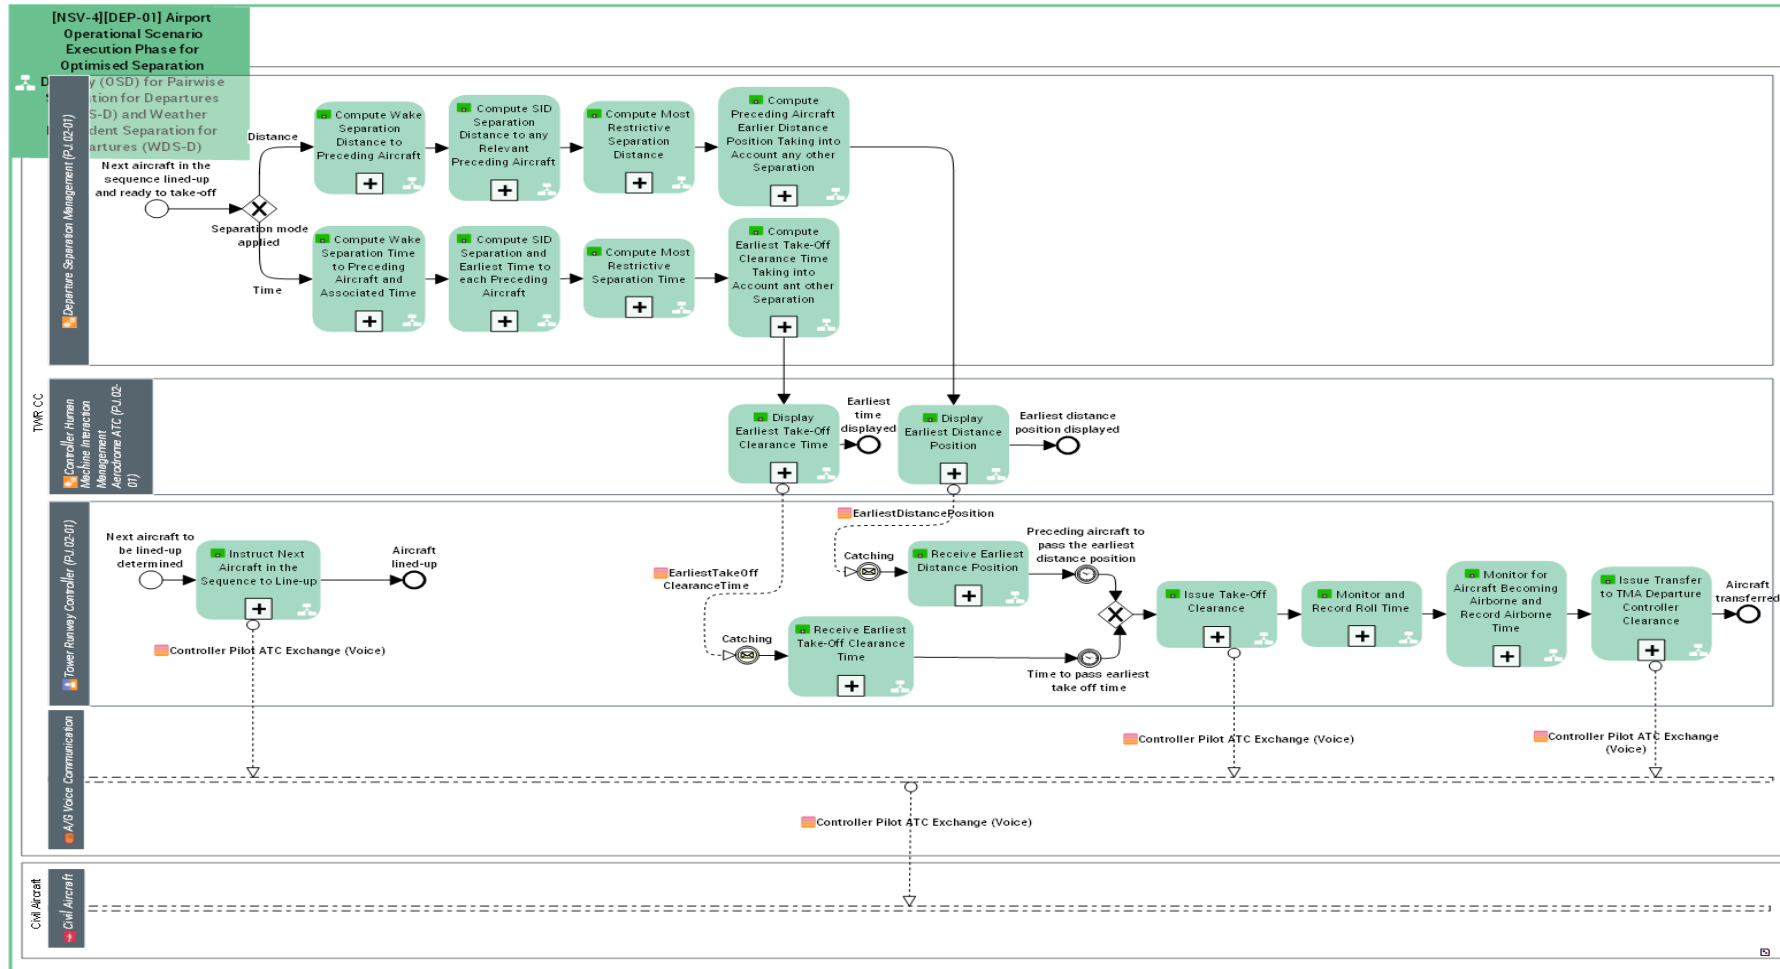 [NSV-4][DEP-01] Airport
Operational Scenario
Execution Phase for
Optimised Separation
(OSD) for Pairwise
for Departures
and Weather
Separation for
(WDS-D)
TWR CC
Departure Separation Management (PJ.02-01)
Next aircraft in the
sequence lined-up
and ready to take-off
Separation mode
applied
Distance
Time
Compute Wake
Separation
Distance to
Preceding Aircraft
Compute SID
Separation
Distance to any
Relevant
Preceding Aircraft
Compute Most
Restrictive
Separation
Distance
Compute
Preceding Aircraft
Earlier Distance
Position Taking into
Account any other
Separation
Compute Wake
Separation Time
to Preceding
Aircraft and
Associated Time
Compute SID
Separation and
Earliest Time to
each Preceding
Aircraft
Compute Most
Restrictive
Separation Time
Compute
Earliest Take-Off
Clearance Time
Taking into
Account ant other
Separation
Controller Human
Machine Interaction
Management
Aerodrome ATC (PJ.02-
01)
Display
Earliest Take-Off
Clearance Time
Earliest
time
displayed
Display
Earliest Distance
Position
Earliest distance
position displayed
Tower Runway Controller (PJ.02-01)
Next aircraft to
be lined-up
determined
Instruct Next
Aircraft in the
Sequence to Line-up
Aircraft
lined-up
Controller Pilot ATC Exchange (Voice)
EarliestTakeOff
ClearanceTime
EarliestDistancePosition
Catching
Receive Earliest
Distance Position
Preceding aircraft to
pass the earliest
distance position
Catching
Receive Earliest
Take-Off Clearance
Time
Time to pass earliest
take off time
Issue Take-Off
Clearance
Monitor and
Record Roll Time
Monitor for
Aircraft Becoming
Airborne and
Record Airborne
Time
Issue Transfer
to TMA Departure
Controller
Clearance
Aircraft
transferred
Controller Pilot ATC Exchange (Voice)
Controller Pilot ATC Exchange
(Voice)
A/G Voice Communication
Controller Pilot ATC Exchange (Voice)
Civil Aircraft
Civil Aircraft